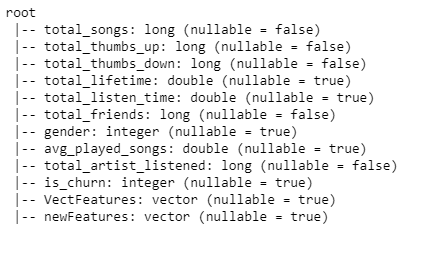 root
|-- total_songs: long (nullable = false)
|-- total_thumbs_up: long (nullable = false)
|-- total_thumbs_down: long (nullable = false)
|-- total_lifetime: double (nullable = true)
|-- total_listen_time: double (nullable = true)
|-- total_friends: long (nullable = false)
|-- gender: integer (nullable = true)
|-- avg_played_songs: double (nullable = true)
|-- total_artist_listened: long (nullable = false)
|-- is_churn: integer (nullable = true)
|-- VectFeatures: vector (nullable = true)
|-- newFeatures: vector (nullable = true)